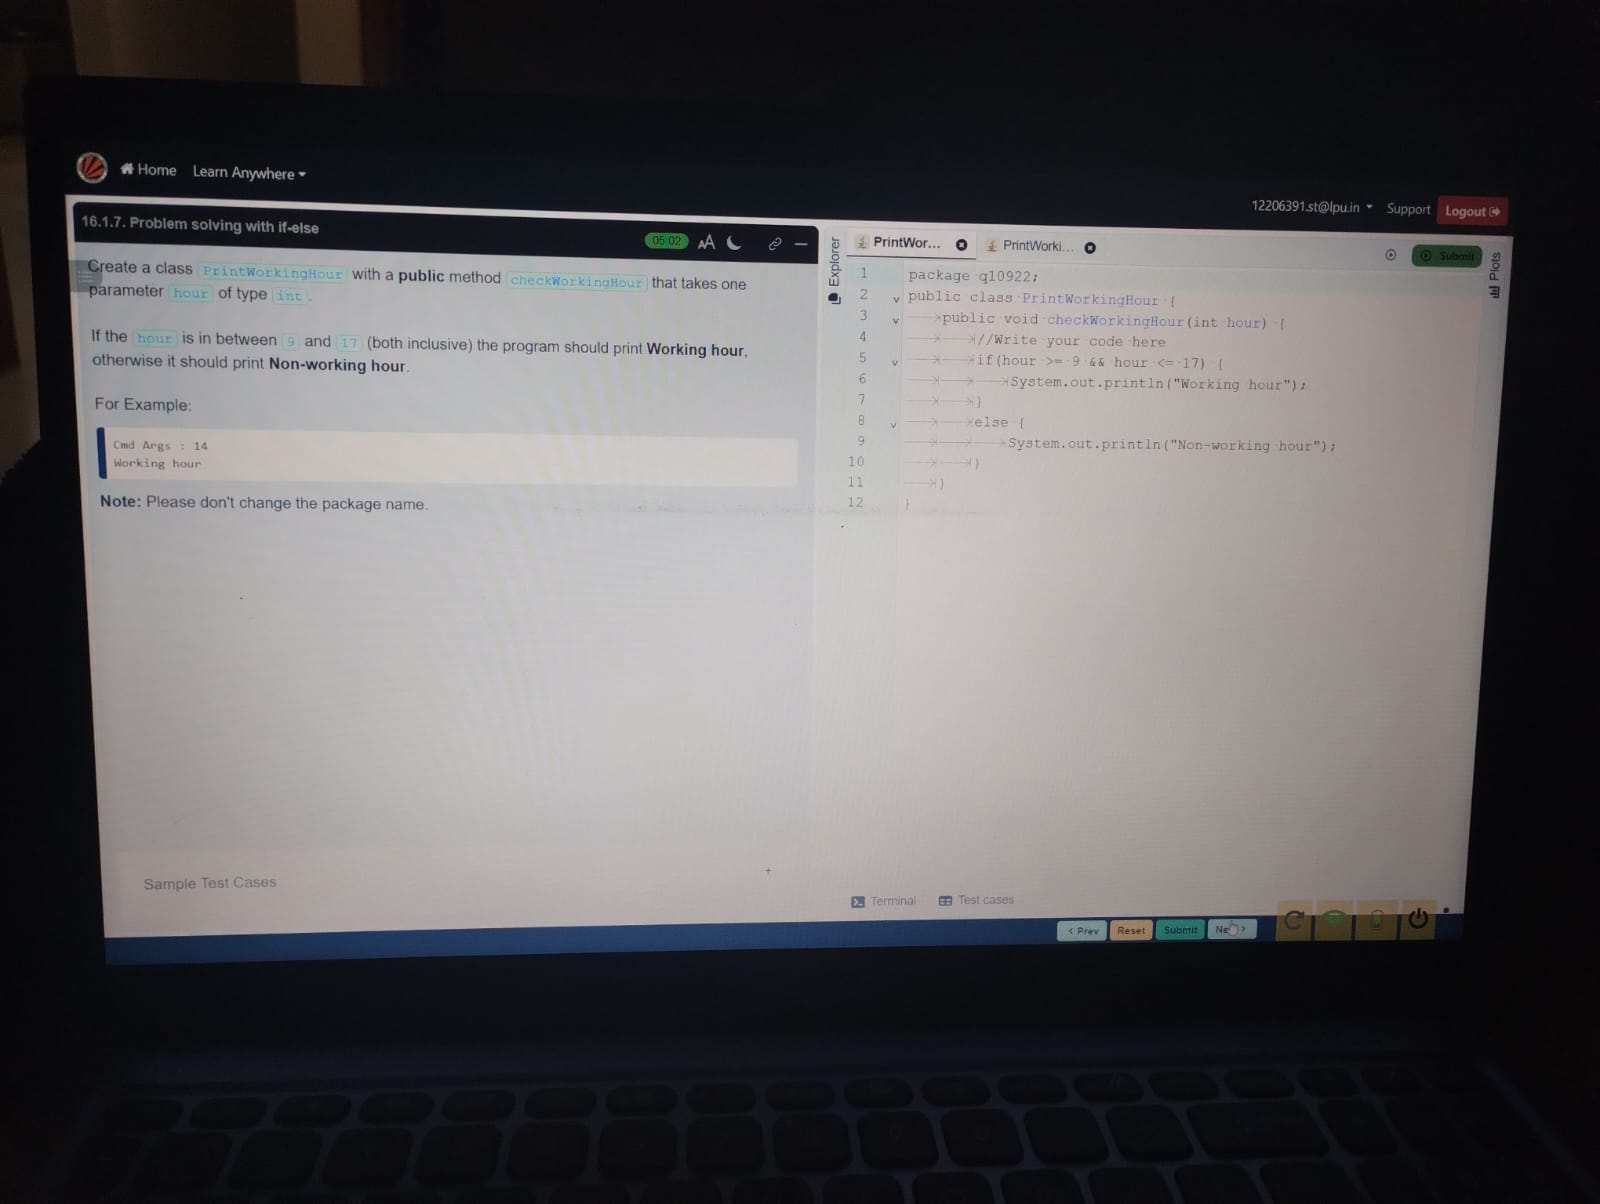 Home Learn Anywhere
12206391.st@lpu.in Support Logout
16.1.7. Problem solving with if-else
05:02 AA
Create a class PrintWorkingHour with a public method checkWorkingHour that takes one
parameter hour of type int .
If the hour is in between 9 and 17 (both inclusive) the program should print Working hour,
otherwise it should print Non-working hour.
For Example:
Cmd Args : 14
Working hour
Note: Please don't change the package name.
Sample Test Cases
Explorer
PrintWor... PrintWorki... Submit
Plots
1 package q10922;
2 public class PrintWorkingHour {
3 public void checkWorkingHour(int hour) {
4 //Write your code here
5 if(hour >= 9 && hour <= 17) {
6 System.out.println("Working hour");
7 }
8 else {
9 System.out.println("Non-working hour");
10 }
11 }
12 }
Terminal Test cases
< Prev Reset Submit